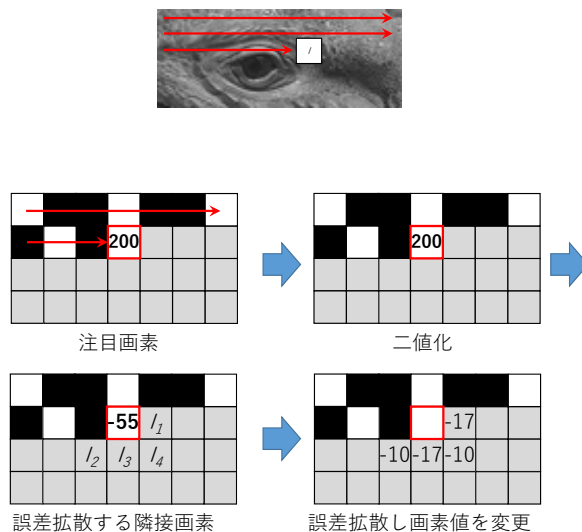 I
200
200
注目画素
二値化
-55 I1
I2 I3 I4
-17
-10 -17 -10
誤差拡散する隣接画素
誤差拡散し画素値を変更